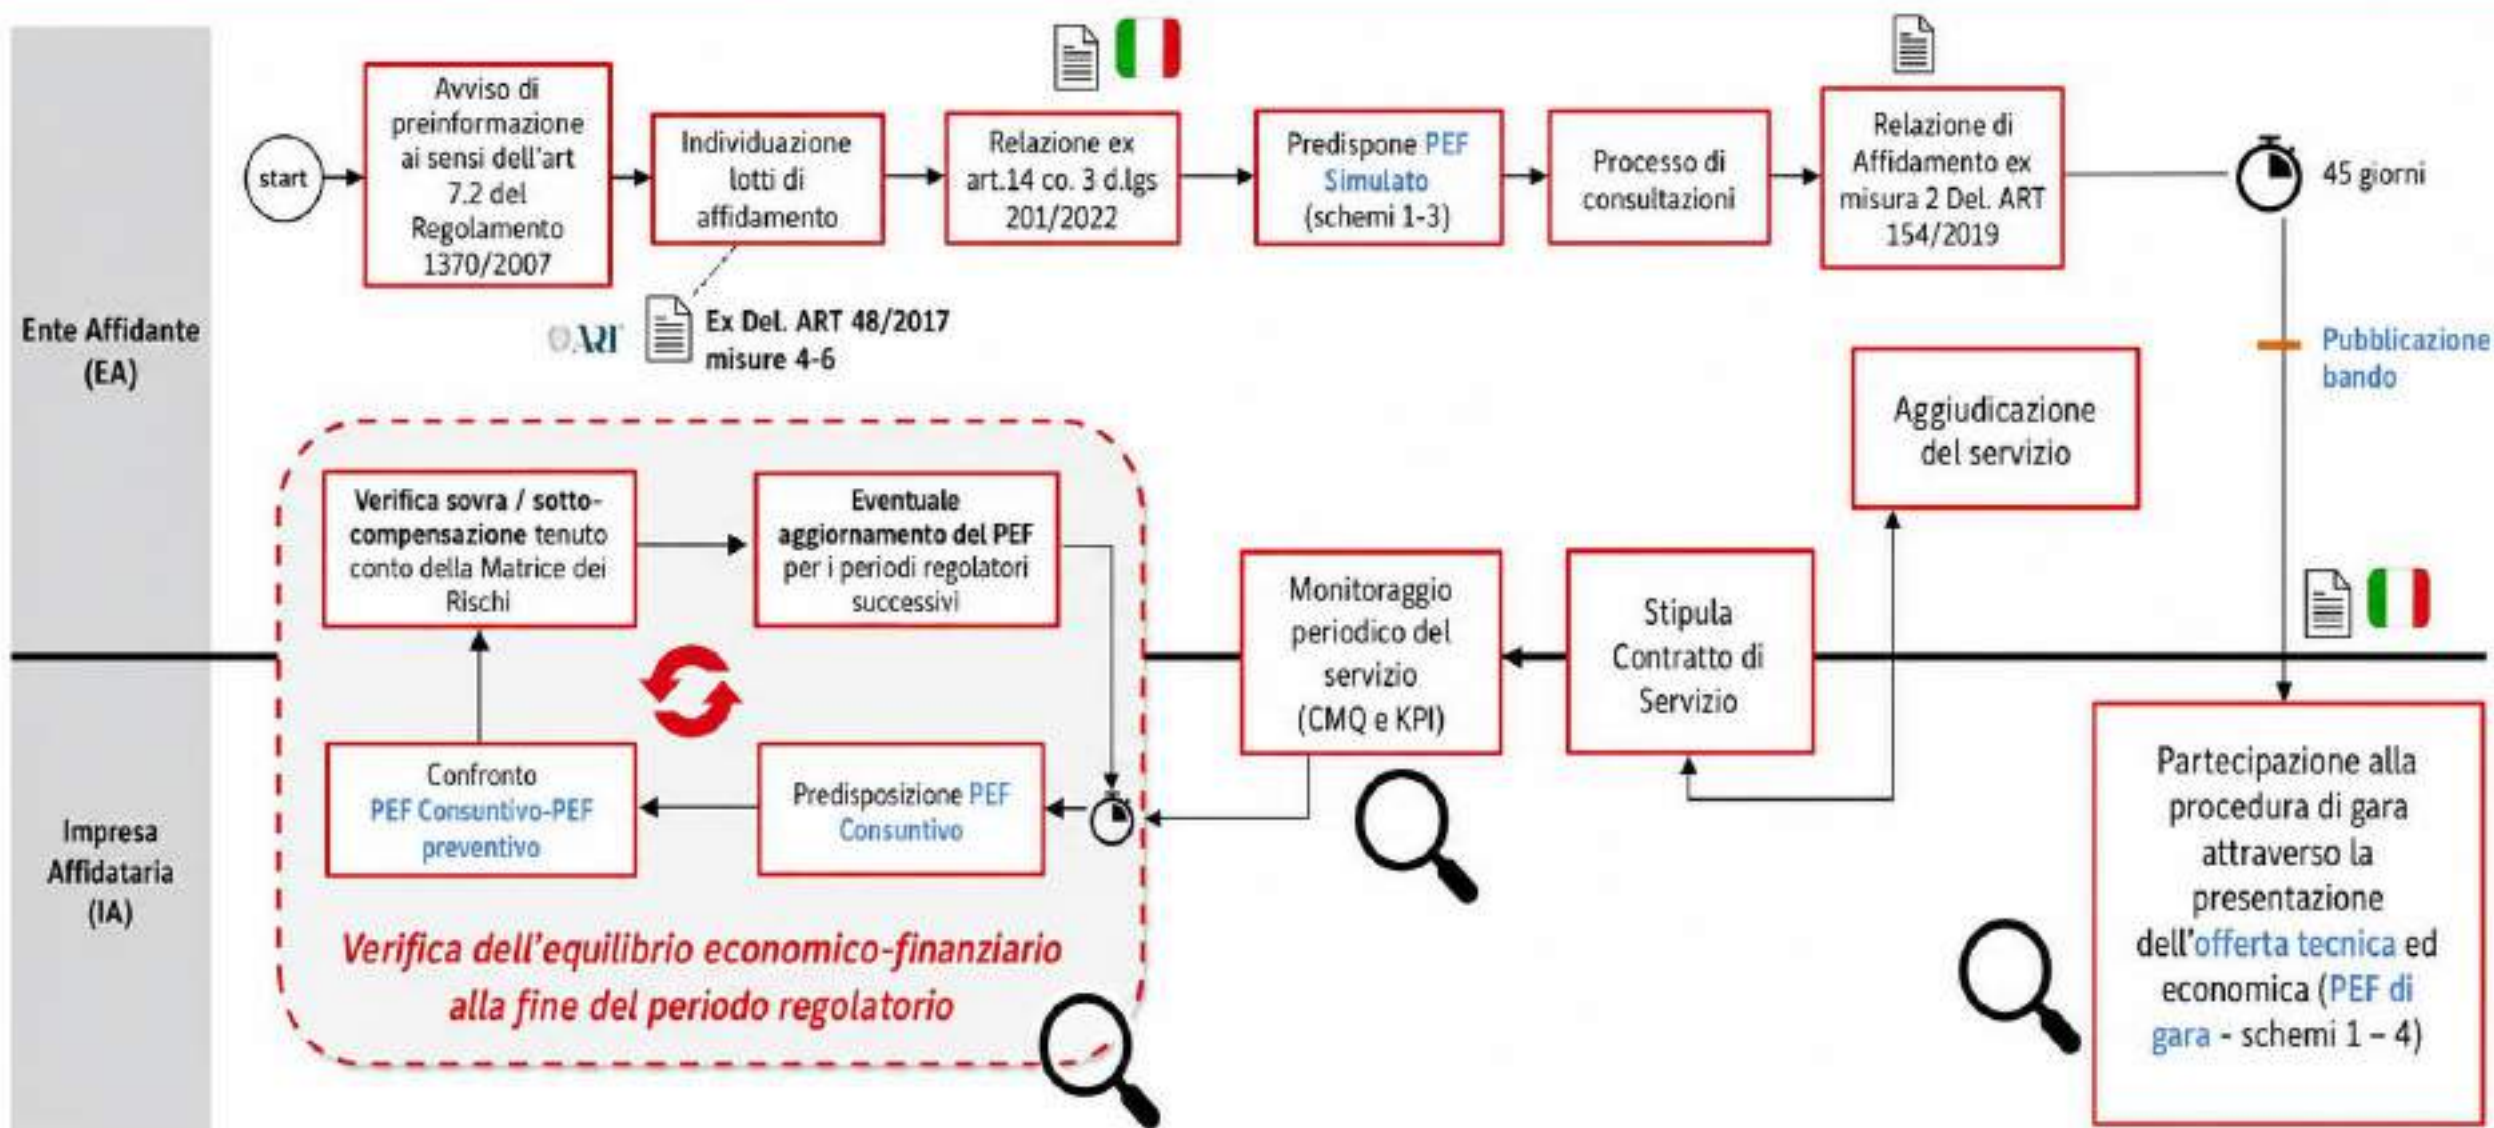 start
Avviso di
preinformazione
ai sensi dell'art
7.2 del
Regolamento
1370/2007
Individuazione
lotti di
affidamento
Relazione ex
art.14 co. 3 d.lgs
201/2022
Predispone PEF
Simulato
(schemi 1-3)
Processo di
consultazioni
Relazione di
Affidamento ex
misura 2 Del. ART
154/2019
45 giorni
ART
Ex Del. ART 48/2017
misure 4-6
Ente Affidante
(EA)
Pubblicazione
bando
Aggiudicazione
del servizio
Verifica sovra / sotto-
compensazione tenuto
conto della Matrice dei
Rischi
Eventuale
aggiornamento del PEF
per i periodi regolatori
successivi
Monitoraggio
periodico del
servizio
(CMQ e KPI)
Stipula
Contratto di
Servizio
Confronto
PEF Consuntivo-PEF
preventivo
Predisposizione PEF
Consuntivo
Impresa
Affidataria
(IA)
Partecipazione alla
procedura di gara
attraverso la
presentazione
dell'offerta tecnica ed
economica (PEF di
gara - schemi 1 – 4)
Verifica dell'equilibrio economico-finanziario
alla fine del periodo regolatorio